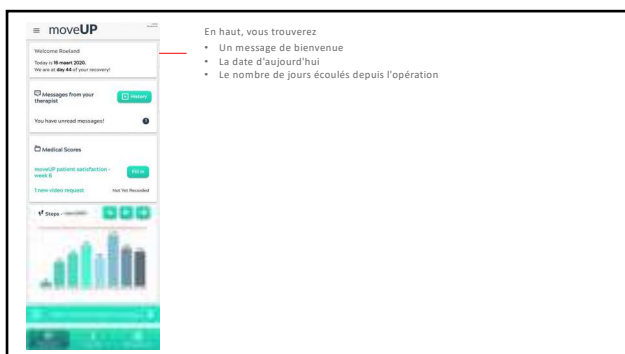 moveUP
Welcome Roeland
Today is 16 maart 2020.
We are at day 44 of your recovery!
Messages from your
therapist
History
You have unread messages!
Medical Scores
moveUP patient satisfaction -
week 6
Fill in
1 new video request
Not Yet Recorded
Steps -
En haut, vous trouverez
• Un message de bienvenue
• La date d'aujourd'hui
• Le nombre de jours écoulés depuis l'opération